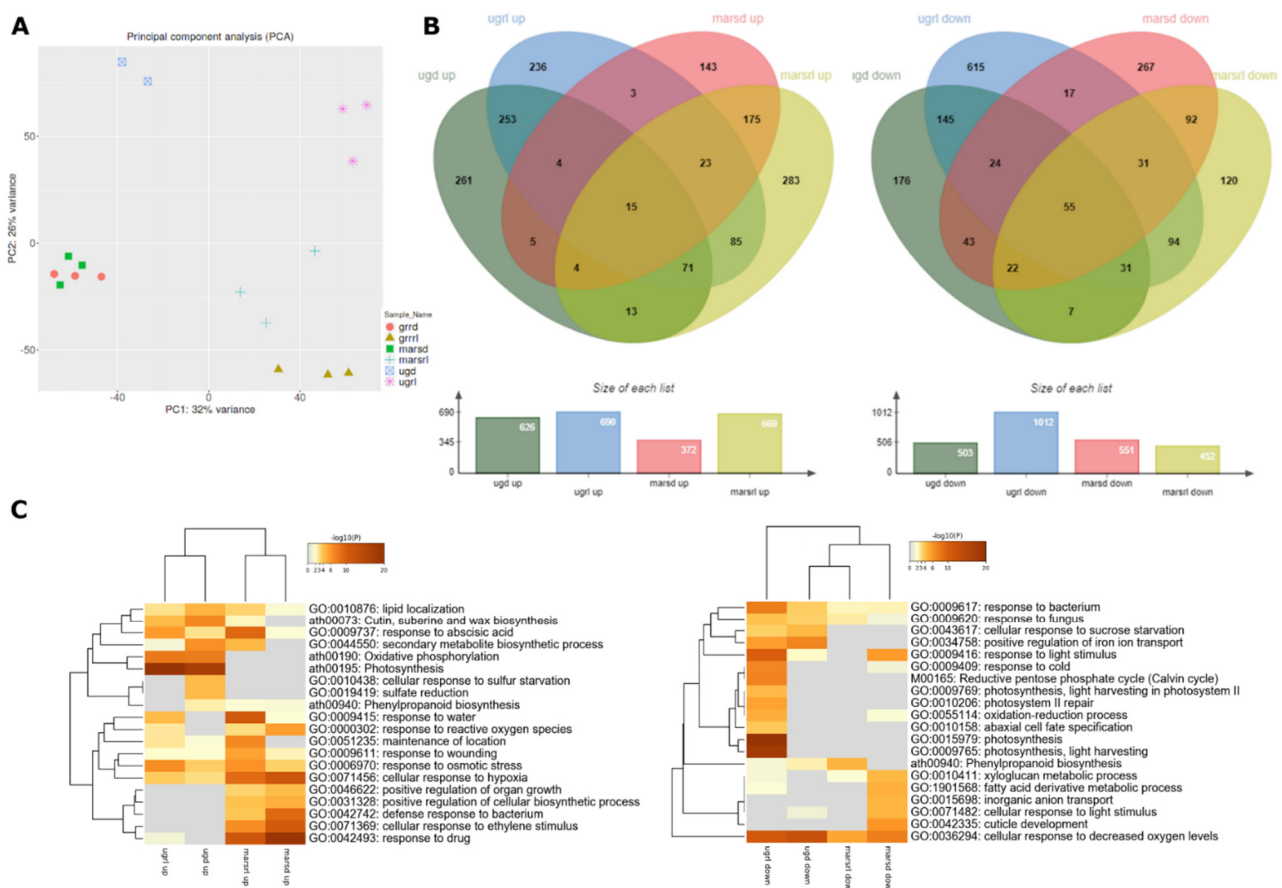 A
Principal component analysis (PCA)
PC2: 26% variance
50
0
-50
-40
0
40
PC1: 32% variance
Sample_Name
grrd
grrrl
marsd
marsrl
ugd
ugrl
B
ugrl up
marsd up
ugd up
marsrl up
236
143
3
253
175
4
23
261
283
15
5
85
4
71
13
ugrl down
marsd down
ıgd down
marsrl down
615
267
17
145
92
24
31
176
120
55
43
94
22
31
7
Size of each list
690
345
0
626
690
372
669
ugd up
ugrl up
marsd up
marsrl up
Size of each list
1012
506
0
503
1012
551
452
ugd down
ugrl down
marsd down
marsrl down
C
-log10(P)
0 2 3 4 6 10 20
GO:0010876: lipid localization
ath00073: Cutin, suberine and wax biosynthesis
GO:0009737: response to abscisic acid
GO:0044550: secondary metabolite biosynthetic process
ath00190: Oxidative phosphorylation
ath00195: Photosynthesis
GO:0010438: cellular response to sulfur starvation
GO:0019419: sulfate reduction
ath00940: Phenylpropanoid biosynthesis
GO:0009415: response to water
GO:0000302: response to reactive oxygen species
GO:0051235: maintenance of location
GO:0009611: response to wounding
GO:0006970: response to osmotic stress
GO:0071456: cellular response to hypoxia
GO:0046622: positive regulation of organ growth
GO:0031328: positive regulation of cellular biosynthetic process
GO:0042742: defense response to bacterium
GO:0071369: cellular response to ethylene stimulus
GO:0042493: response to drug
ugrl up
ugd up
marsrl up
marsd up
-log10(P)
0 2 3 4 6 10 20
GO:0009617: response to bacterium
GO:0009620: response to fungus
GO:0043617: cellular response to sucrose starvation
GO:0034758: positive regulation of iron ion transport
GO:0009416: response to light stimulus
GO:0009409: response to cold
M00165: Reductive pentose phosphate cycle (Calvin cycle)
GO:0009769: photosynthesis, light harvesting in photosystem II
GO:0010206: photosystem II repair
GO:0055114: oxidation-reduction process
GO:0010158: abaxial cell fate specification
GO:0015979: photosynthesis
GO:0009765: photosynthesis, light harvesting
ath00940: Phenylpropanoid biosynthesis
GO:0010411: xyloglucan metabolic process
GO:1901568: fatty acid derivative metabolic process
GO:0015698: inorganic anion transport
GO:0071482: cellular response to light stimulus
GO:0042335: cuticle development
GO:0036294: cellular response to decreased oxygen levels
ugrl down
ugd down
marsrl dow
marsd dow